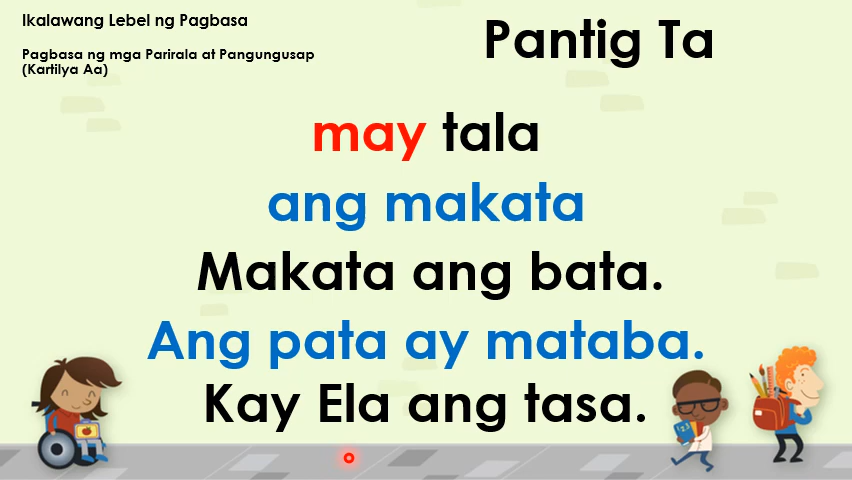 Ikalawang Lebel ng Pagbasa
Pagbasa ng mga Parirala at Pangungusap
(Kartilya Aa)
Pantig Ta
may tala
ang makata
Makata ang bata.
Ang pata ay mataba.
Kay Ela ang tasa.